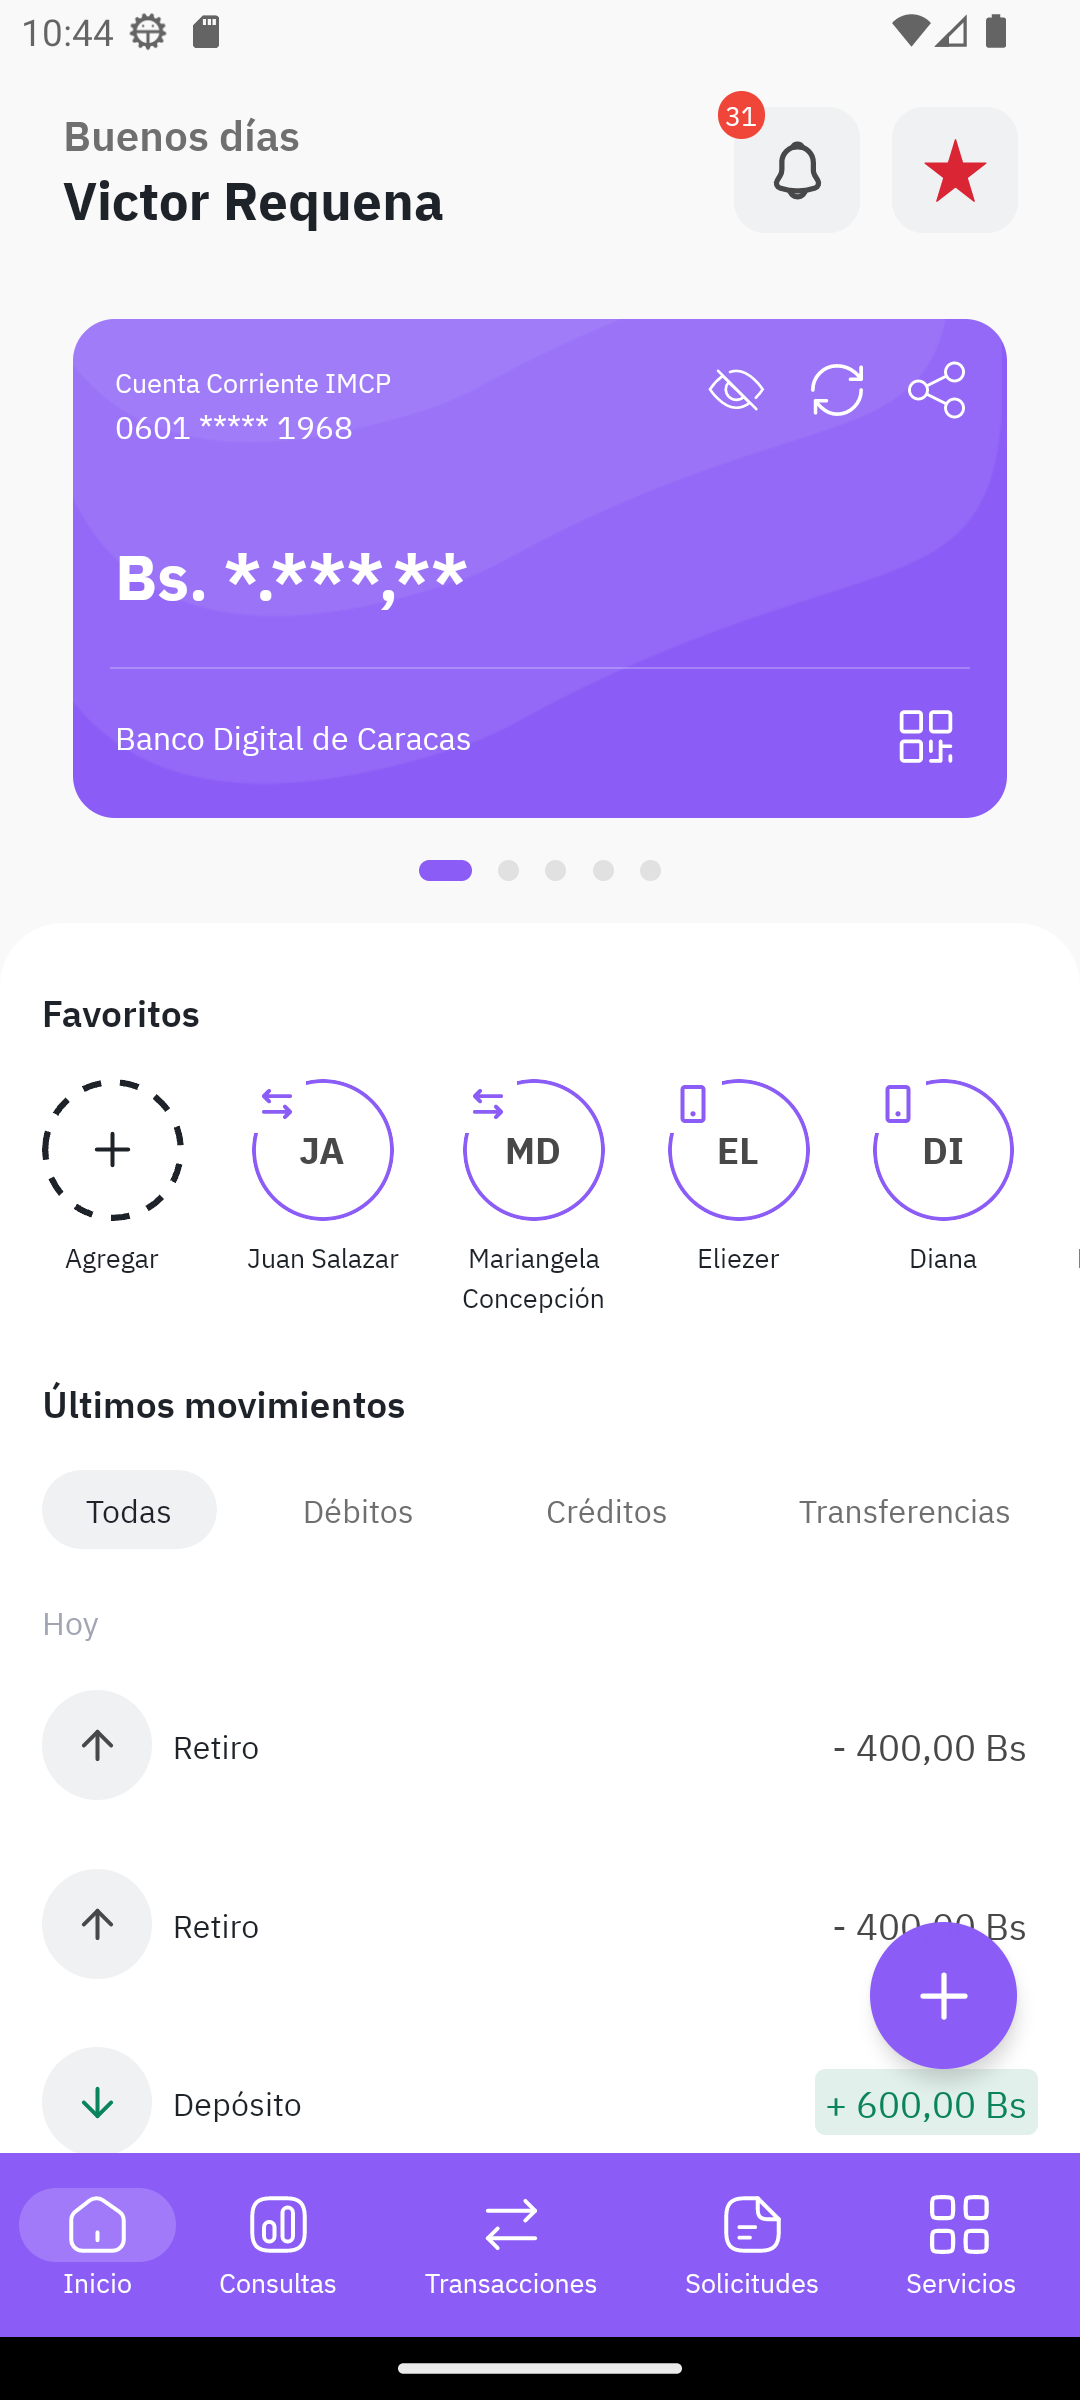 10:44
31
Buenos días
Victor Requena
Cuenta Corriente IMCP
0601 ***** 1968
Bs. *.***,**
Banco Digital de Caracas
Favoritos
JA
MD
EL
DI
Agregar
Juan Salazar
Mariangela
Concepción
Eliezer
Diana
Últimos movimientos
Todas
Débitos
Créditos
Transferencias
Hoy
Retiro
- 400,00 Bs
Retiro
- 400,00 Bs
Depósito
+ 600,00 Bs
Inicio
Consultas
Transacciones
Solicitudes
Servicios